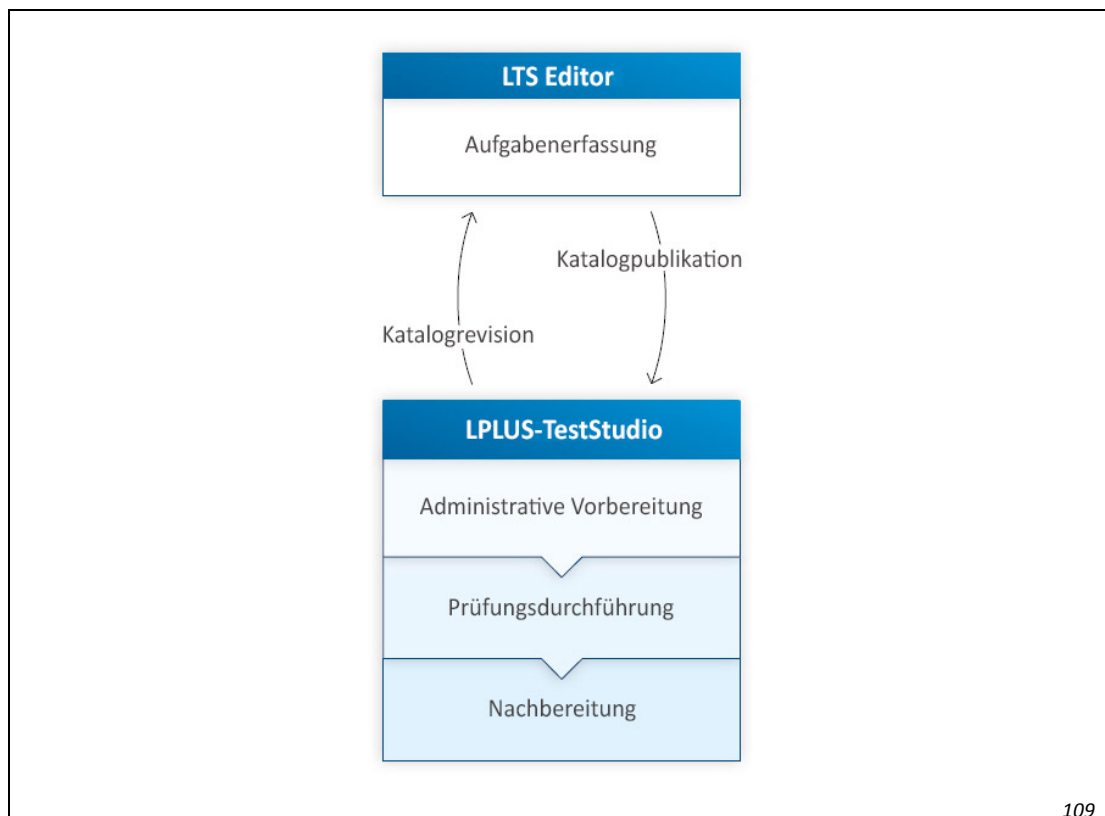 LTS Editor
Aufgabenerfassung
Katalogpublikation
Katalogrevision
LPLUS-TestStudio
Administrative Vorbereitung
Prüfungsdurchführung
Nachbereitung
109